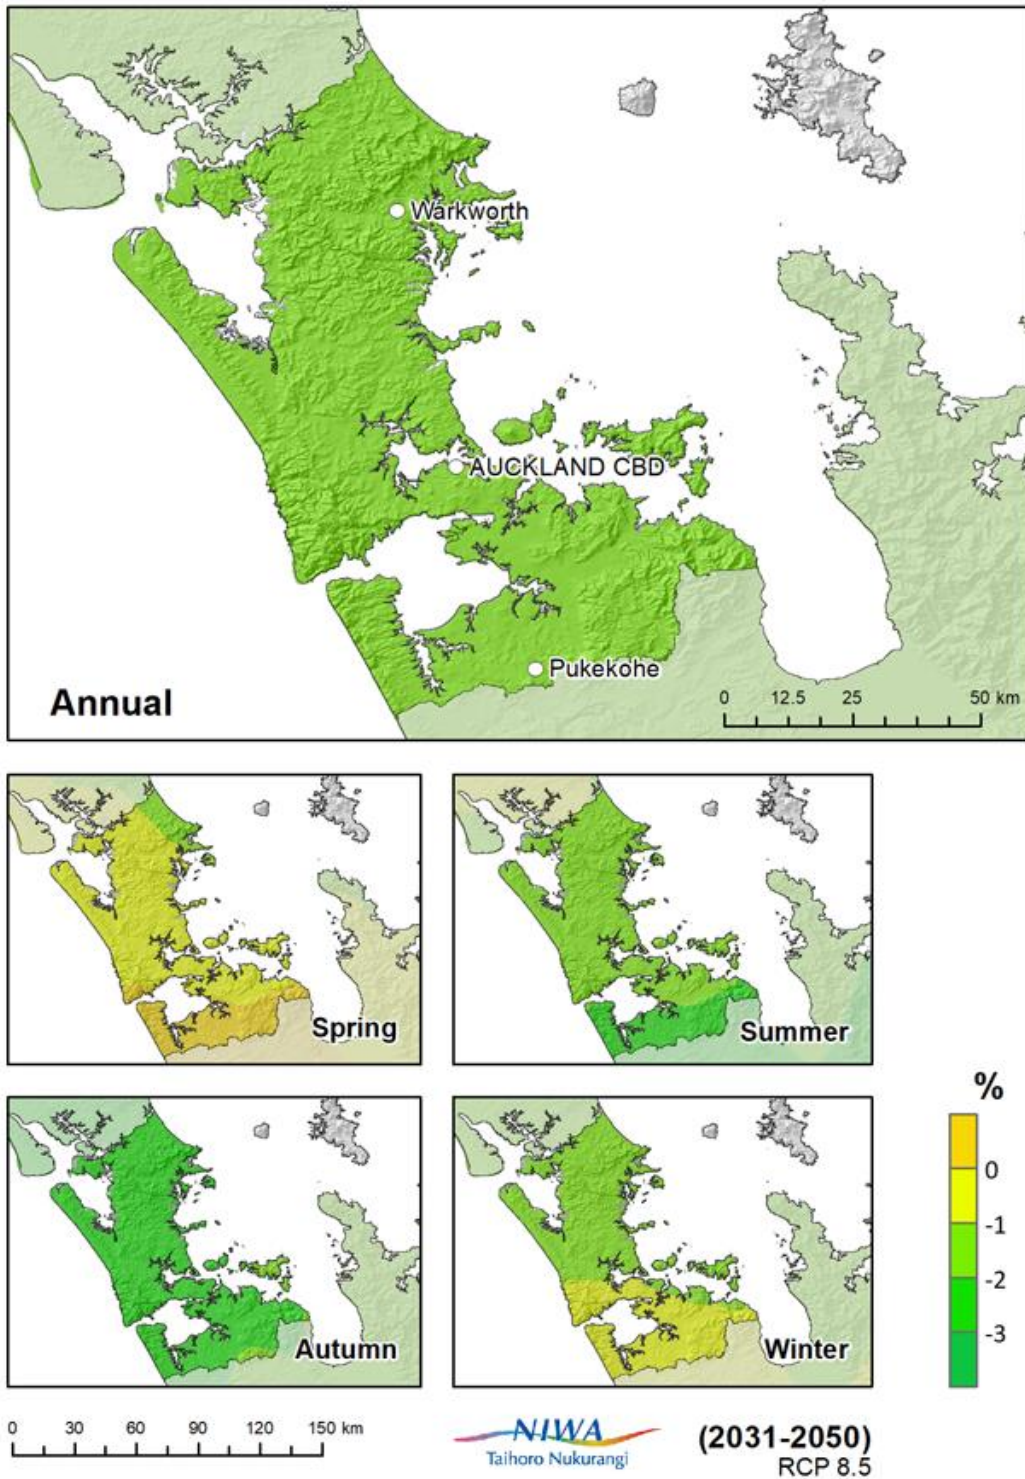 Warkworth
AUCKLAND CBD
Pukekohe
Annual
0 12.5 25 50 km
Spring
Summer
Autumn
Winter
%
0
-1
-2
-3
0 30 60 90 120 150 km
NIWA
Taihoro Nukurangi
(2031-2050)
RCP 8.5